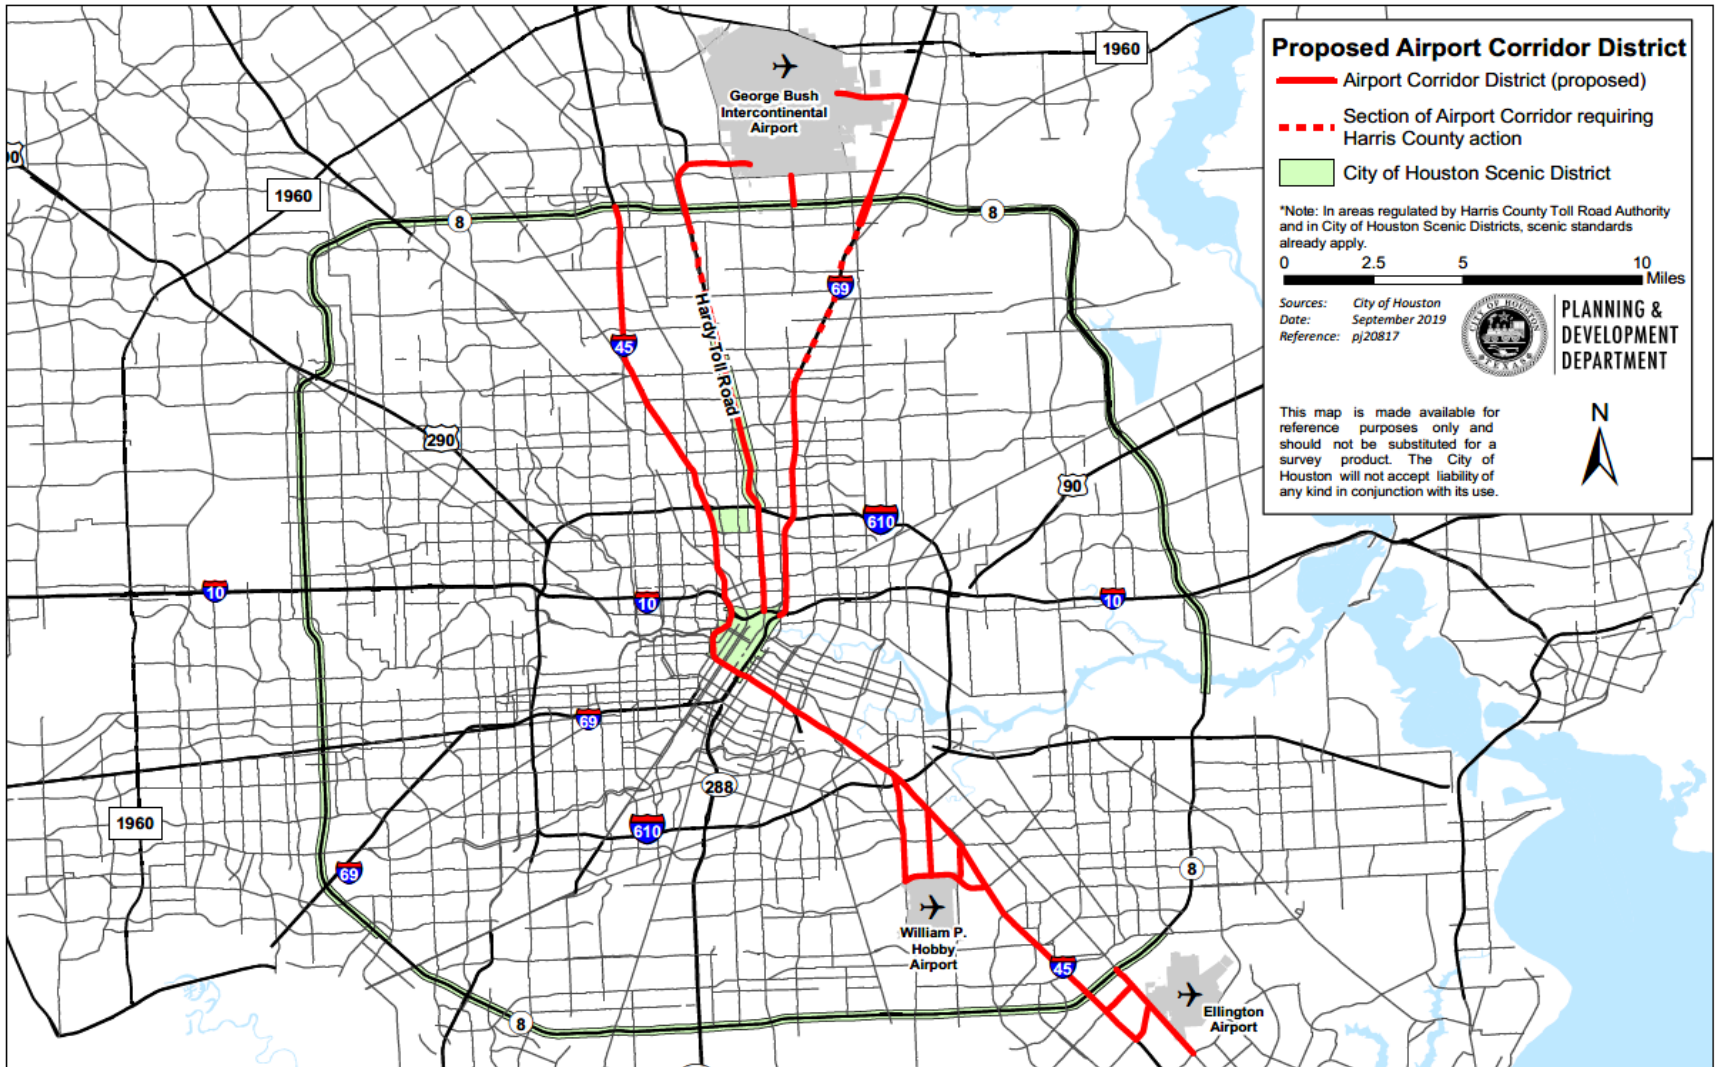 Proposed Airport Corridor District
Airport Corridor District (proposed)
Section of Airport Corridor requiring
Harris County action
City of Houston Scenic District
*Note: In areas regulated by Harris County Toll Road Authority
and in City of Houston Scenic Districts, scenic standards
already apply.
0 2.5 5 10
Miles
Sources: City of Houston
Date: September 2019
Reference: pj20817
CITY OF HOUSTON
TEXAS
PLANNING &
DEVELOPMENT
DEPARTMENT
This map is made available for
reference purposes only and
should not be substituted for a
survey product. The City of
Houston will not accept liability of
any kind in conjunction with its use.
N
1960
George Bush
Intercontinental
Airport
1960
8
8
69
45
Hardy Toll Road
290
90
610
10
10
10
69
288
1960
610
69
8
William P.
Hobby
Airport
45
Ellington
Airport
8